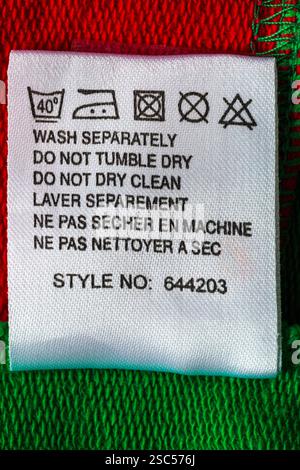 40°
WASH SEPARATELY
DO NOT TUMBLE DRY
DO NOT DRY CLEAN
LAVER SEPAREMENT
NE PAS SECHER EN MACHINE
NE PAS NETTOYER A SEC
STYLE NO: 644203